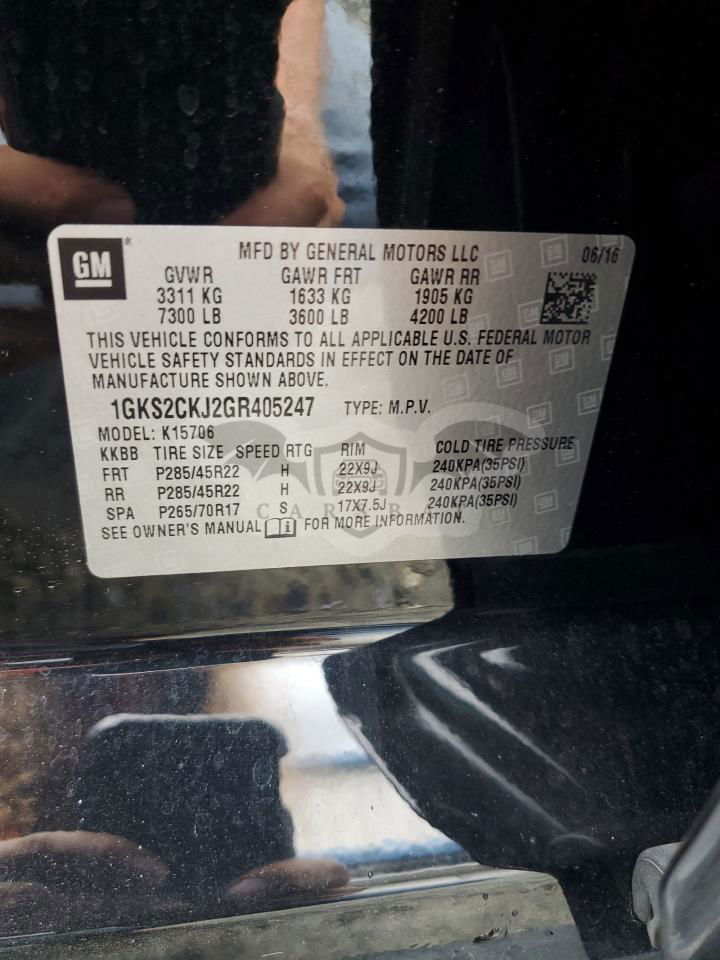 GM ®
MFD BY GENERAL MOTORS LLC 06/16
GVWR GAWR FRT GAWR RR
3311 KG 1633 KG 1905 KG
7300 LB 3600 LB 4200 LB
THIS VEHICLE CONFORMS TO ALL APPLICABLE U.S. FEDERAL MOTOR
VEHICLE SAFETY STANDARDS IN EFFECT ON THE DATE OF
MANUFACTURE SHOWN ABOVE.
1GKS2CKJ2GR405247 TYPE: M.P.V.
MODEL: K15706
KKBB TIRE SIZE SPEED RTG RIM COLD TIRE PRESSURE
FRT P285/45R22 H 22X9J 240KPA(35PSI)
RR P285/45R22 H 22X9J 240KPA(35PSI)
SPA P265/70R17 S 17X7.5J 240KPA(35PSI)
SEE OWNER'S MANUAL FOR MORE INFORMATION.